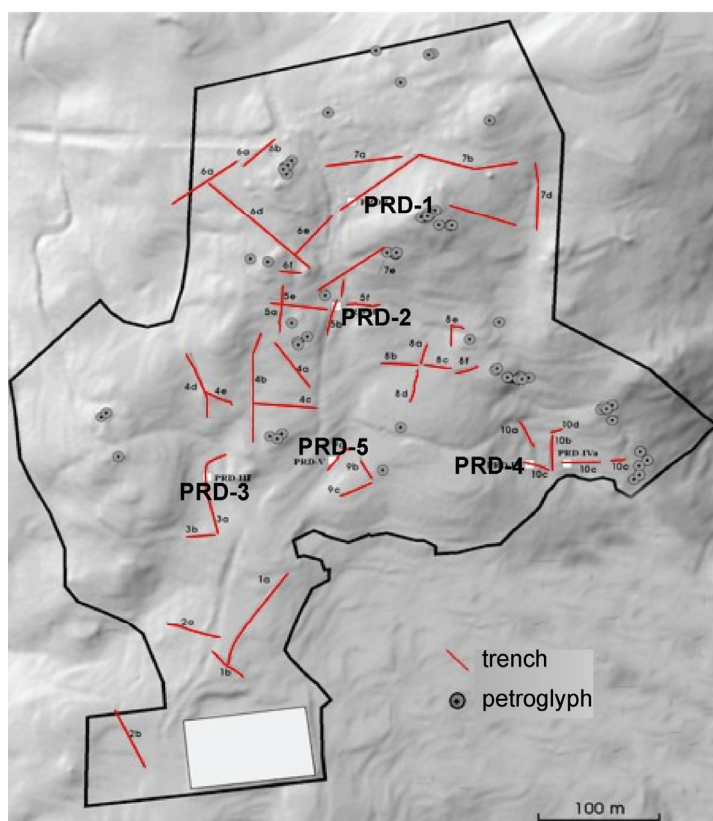 6b
6a
6a
7a
7b
7d
6d
PRD-1
6e
6f
7e
5e
5a
5b
5f
PRD-2
8e
4a
8a
8b
8c
8f
4d
4b
4e
4c
8d
10a
10d
10b
PRD-5
PRD-V
9b
PRD-4
PRD-IVa
10c
10c
10c
PRD-III
PRD-3
9c
3a
3b
1a
2a
1b
trench
petroglyph
2b
100 m